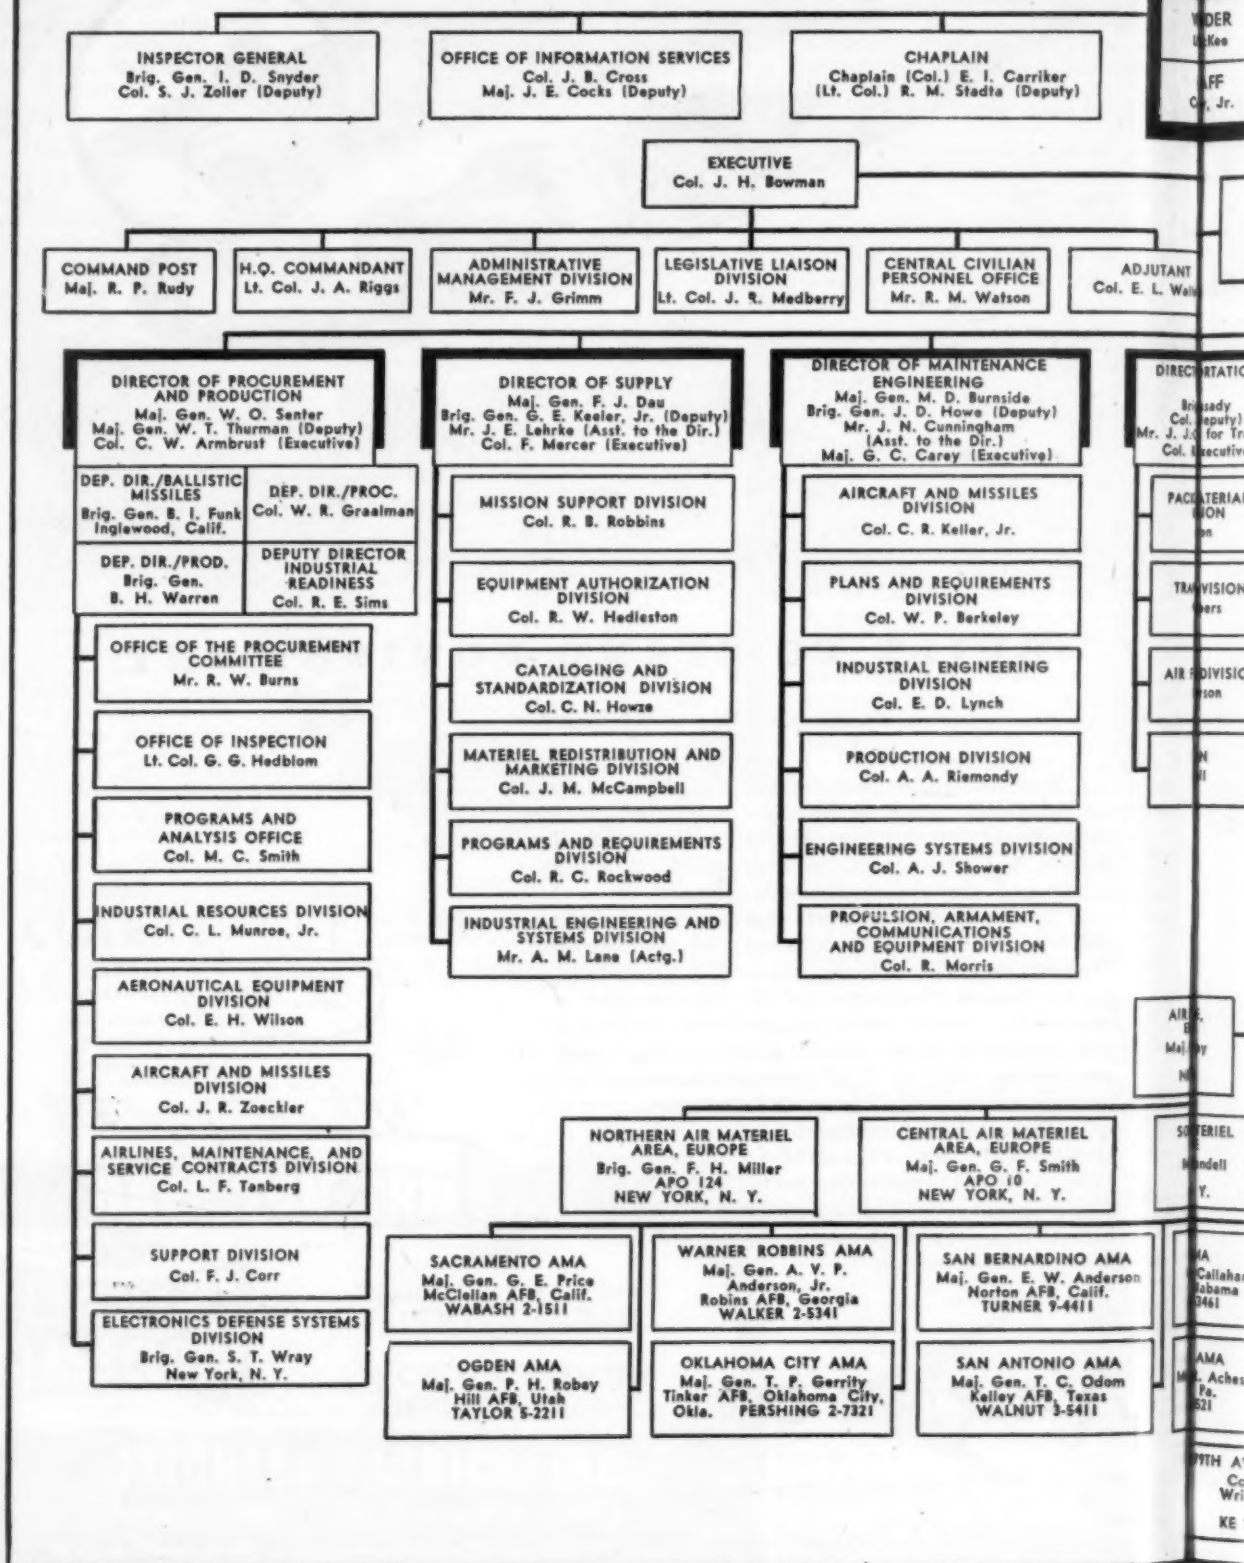 INSPECTOR GENERAL
Brig. Gen. I. D. Snyder
Col. S. J. Zoller (Deputy)
OFFICE OF INFORMATION SERVICES
Col. J. B. Cross
Maj. J. E. Cocks (Deputy)
CHAPLAIN
Chaplain (Col.) E. I. Carriker
(Lt. Col.) R. M. Stadta (Deputy)
EXECUTIVE
Col. J. H. Bowman
COMMAND POST
Maj. R. P. Rudy
H.Q. COMMANDANT
Lt. Col. J. A. Riggs
ADMINISTRATIVE
MANAGEMENT DIVISION
Mr. F. J. Grimm
LEGISLATIVE LIAISON
DIVISION
Lt. Col. J. R. Medberry
CENTRAL CIVILIAN
PERSONNEL OFFICE
Mr. R. M. Watson
ADJUTANT
Col. E. L.
DIRECTOR OF PROCUREMENT
AND PRODUCTION
Maj. Gen. W. O. Senter
Maj. Gen. W. T. Thurman (Deputy)
Col. C. W. Armbrust (Executive)
DEP. DIR./BALLISTIC
MISSILES
Brig. Gen. B. I. Funk
Inglewood, Calif.
DEP. DIR./PROC.
Col. W. R. Graalman
DEP. DIR./PROD.
Brig. Gen.
B. H. Warren
DEPUTY DIRECTOR
INDUSTRIAL
READINESS
Col. R. E. Sims
OFFICE OF THE PROCUREMENT
COMMITTEE
Mr. R. W. Burns
OFFICE OF INSPECTION
Lt. Col. G. G. Hedblom
PROGRAMS AND
ANALYSIS OFFICE
Col. M. C. Smith
INDUSTRIAL RESOURCES DIVISION
Col. C. L. Munroe, Jr.
AERONAUTICAL EQUIPMENT
DIVISION
Col. E. H. Wilson
AIRCRAFT AND MISSILES
DIVISION
Col. J. R. Zoeckler
AIRLINES, MAINTENANCE, AND
SERVICE CONTRACTS DIVISION
Col. L. F. Tanberg
SUPPORT DIVISION
Col. F. J. Corr
ELECTRONICS DEFENSE SYSTEMS
DIVISION
Brig. Gen. S. T. Wray
New York, N. Y.
DIRECTOR OF SUPPLY
Maj. Gen. F. J. Dau
Brig. Gen. G. E. Keeler, Jr. (Deputy)
Mr. J. E. Lehrke (Asst. to the Dir.)
Col. F. Mercer (Executive)
MISSION SUPPORT DIVISION
Col. R. B. Robbins
EQUIPMENT AUTHORIZATION
DIVISION
Col. R. W. Hedleston
CATALOGING AND
STANDARDIZATION DIVISION
Col. C. N. Howze
MATERIEL REDISTRIBUTION AND
MARKETING DIVISION
Col. J. M. McCampbell
PROGRAMS AND REQUIREMENTS
DIVISION
Col. R. C. Rockwood
INDUSTRIAL ENGINEERING AND
SYSTEMS DIVISION
Mr. A. M. Lane (Actg.)
DIRECTOR OF MAINTENANCE
ENGINEERING
Maj. Gen. M. D. Burnside
Brig. Gen. J. D. Howe (Deputy)
Mr. J. N. Cunningham
(Asst. to the Dir.)
Maj. G. C. Carey (Executive)
AIRCRAFT AND MISSILES
DIVISION
Col. C. R. Keller, Jr.
PLANS AND REQUIREMENTS
DIVISION
Col. W. P. Berkeley
INDUSTRIAL ENGINEERING
DIVISION
Col. E. D. Lynch
PRODUCTION DIVISION
Col. A. A. Riemondy
ENGINEERING SYSTEMS DIVISION
Col. A. J. Shower
PROPULSION, ARMAMENT,
COMMUNICATIONS
AND EQUIPMENT DIVISION
Col. R. Morris
NORTHERN AIR MATERIEL
AREA, EUROPE
Brig. Gen. F. H. Miller
APO 124
NEW YORK, N. Y.
CENTRAL AIR MATERIEL
AREA, EUROPE
Maj. Gen. G. F. Smith
APO 10
NEW YORK, N. Y.
SACRAMENTO AMA
Maj. Gen. G. E. Price
McClellan AFB, Calif.
WABASH 2-1511
WARNER ROBBINS AMA
Maj. Gen. A. V. P.
Anderson, Jr.
Robins AFB, Georgia
WALKER 2-5341
SAN BERNARDINO AMA
Maj. Gen. E. W. Anderson
Norton AFB, Calif.
TURNER 9-4411
OGDEN AMA
Maj. Gen. P. H. Robey
Hill AFB, Utah
TAYLOR 5-2211
OKLAHOMA CITY AMA
Maj. Gen. T. P. Gerrity
Tinker AFB, Oklahoma City,
Okla. PERSHING 2-7321
SAN ANTONIO AMA
Maj. Gen. T. C. Odom
Kelley AFB, Texas
WALNUT 3-5411